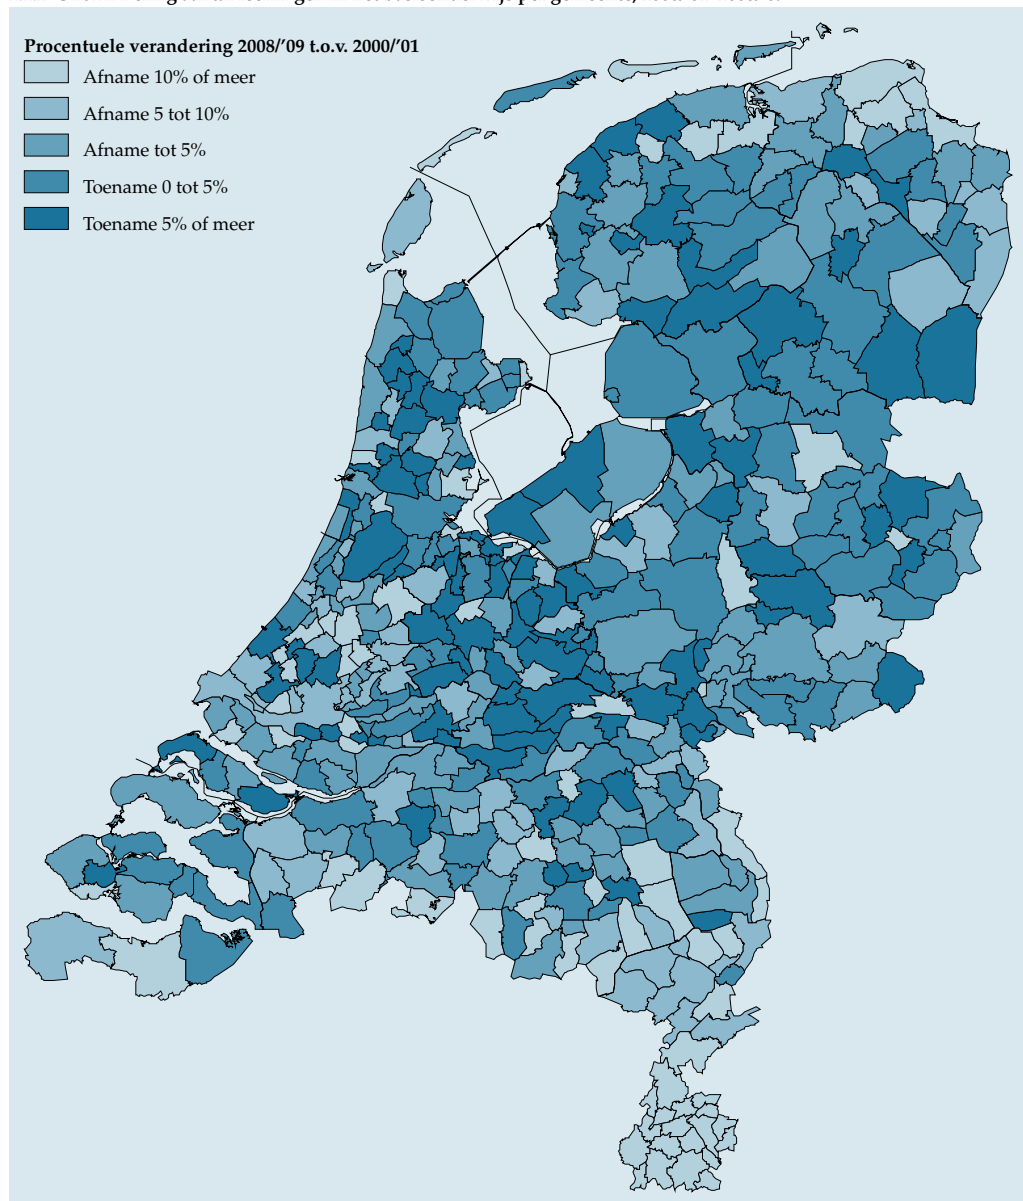 Procentuele verandering 2008/'09 t.o.v. 2000/'01
Afname 10% of meer
Afname 5 tot 10%
Afname tot 5%
Toename 0 tot 5%
Toename 5% of meer